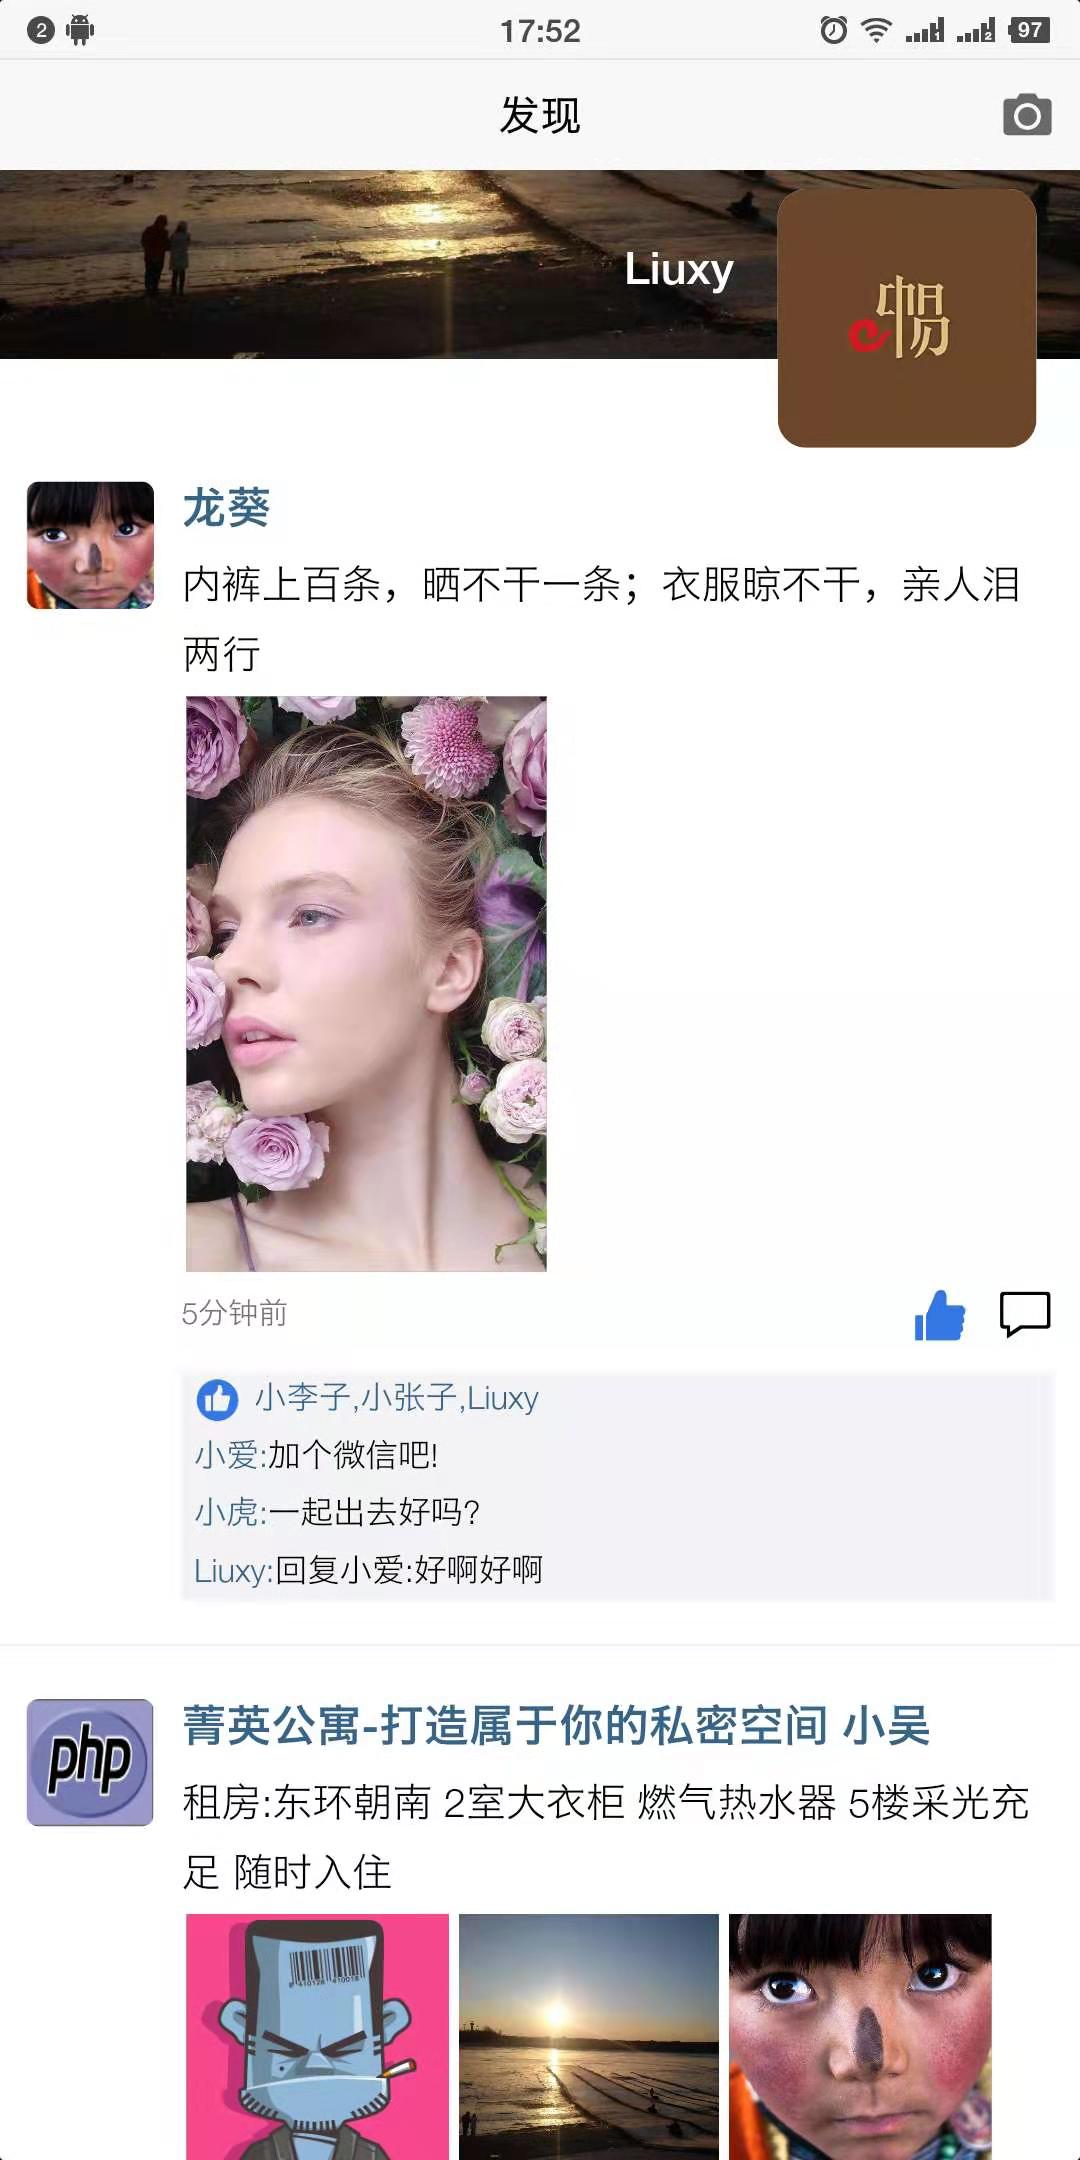 2
17:52
1
2
97
发现
Liuxy
畅
龙葵
内裤上百条，晒不干一条；衣服晾不干，亲人泪
两行
5分钟前
小李子,小张子,Liuxy
小爱:加个微信吧!
小虎:一起出去好吗?
Liuxy:回复小爱:好啊好啊
php
菁英公寓-打造属于你的私密空间 小吴
租房:东环朝南 2室大衣柜 燃气热水器 5楼采光充
足 随时入住